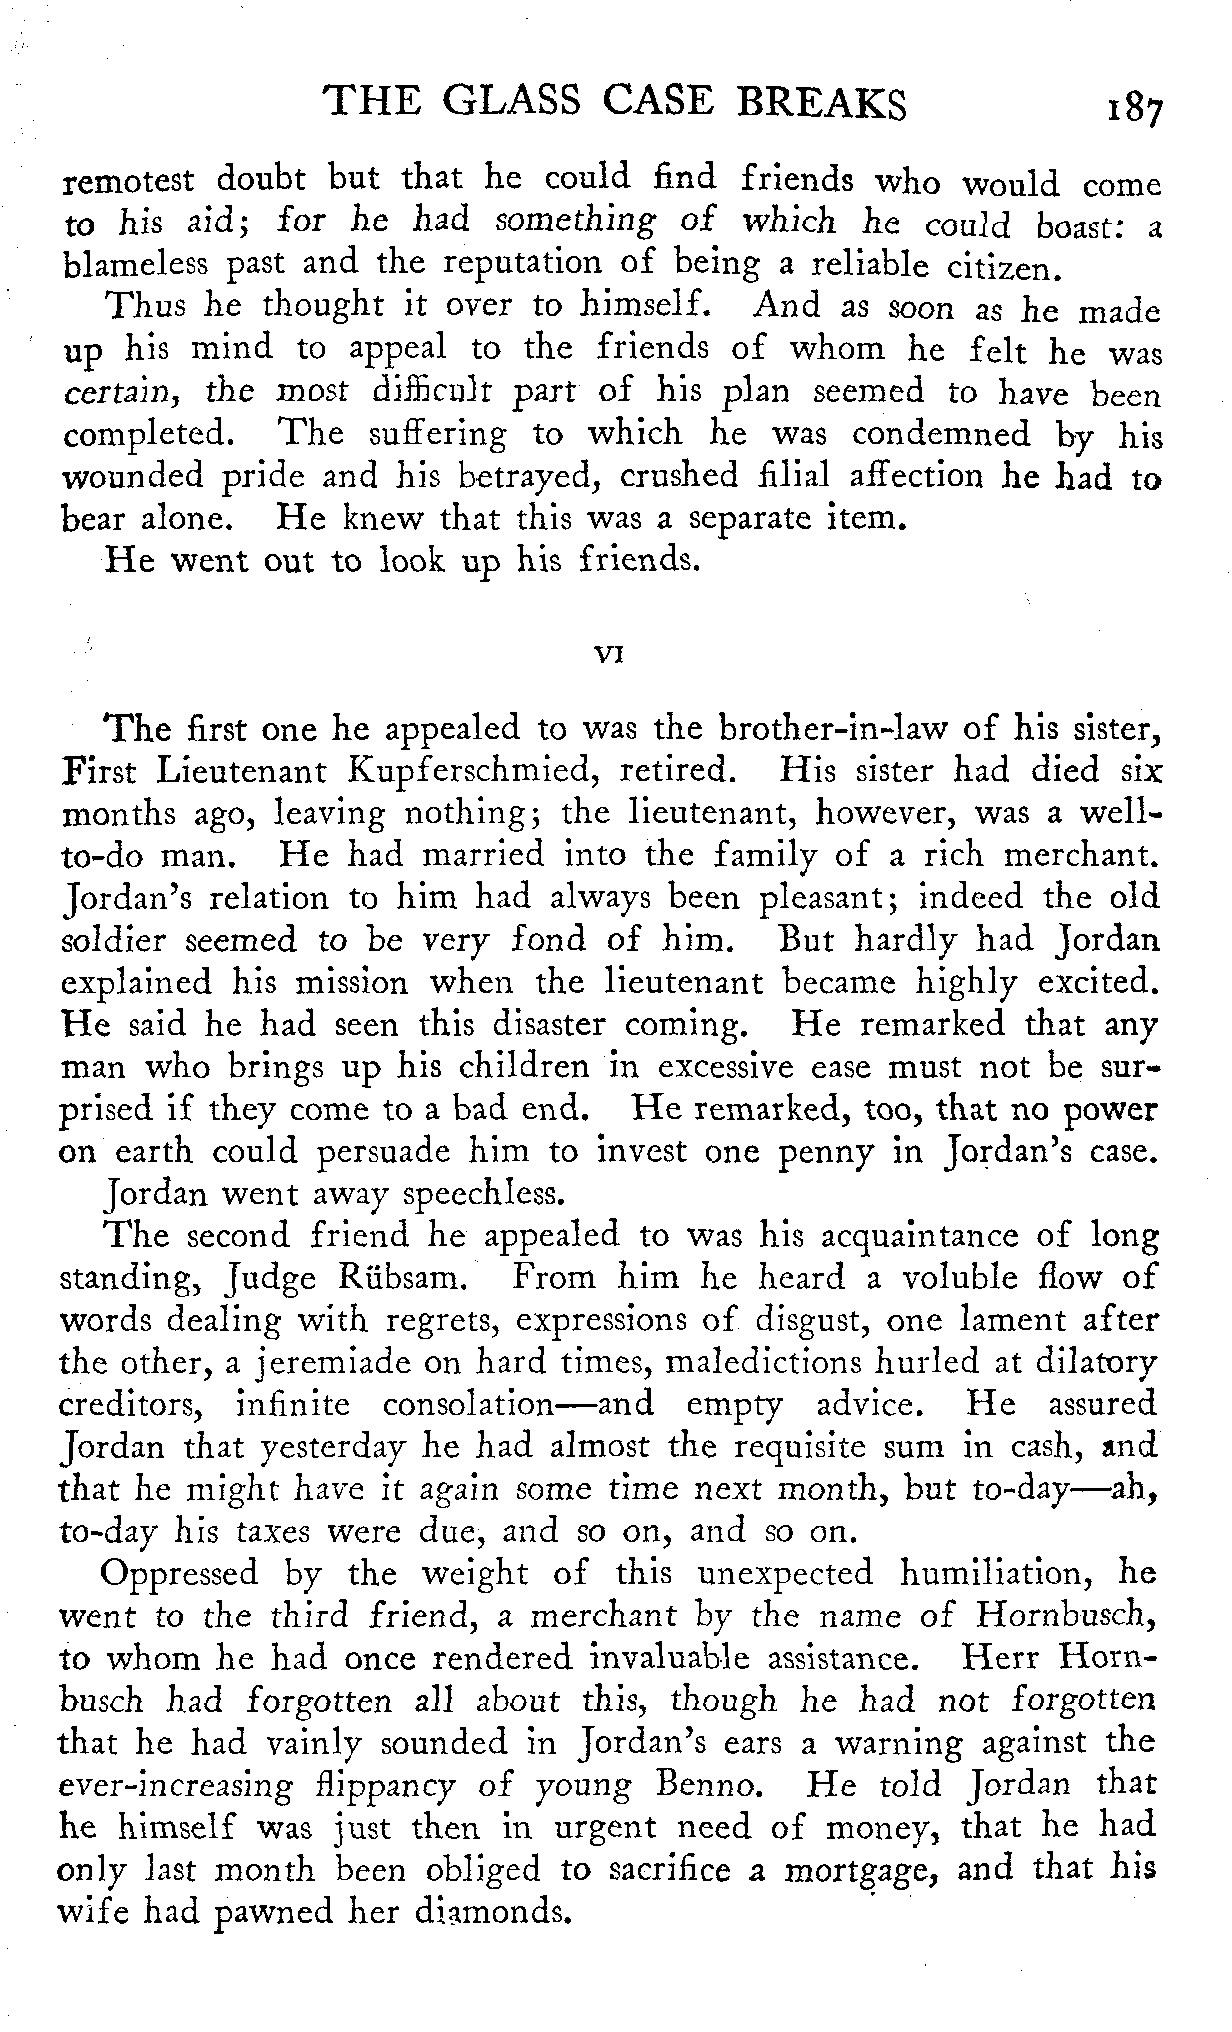 THE GLASS CASE BREAKS 187
remotest doubt but that he could find friends who would come
to his aid; for he had something of which he could boast: a
blameless past and the reputation of being a reliable citizen.
Thus he thought it over to himself. And as soon as he made
up his mind to appeal to the friends of whom he felt he was
certain, the most difficult part of his plan seemed to have been
completed. The suffering to which he was condemned by his
wounded pride and his betrayed, crushed filial affection he had to
bear alone. He knew that this was a separate item.
He went out to look up his friends.
VI
The first one he appealed to was the brother-in-law of his sister,
First Lieutenant Kupferschmied, retired. His sister had died six
months ago, leaving nothing; the lieutenant, however, was a well-
to-do man. He had married into the family of a rich merchant.
Jordan's relation to him had always been pleasant; indeed the old
soldier seemed to be very fond of him. But hardly had Jordan
explained his mission when the lieutenant became highly excited.
He said he had seen this disaster coming. He remarked that any
man who brings up his children in excessive ease must not be sur-
prised if they come to a bad end. He remarked, too, that no power
on earth could persuade him to invest one penny in Jordan's case.
Jordan went away speechless.
The second friend he appealed to was his acquaintance of long
standing, Judge Rübsam. From him he heard a voluble flow of
words dealing with regrets, expressions of disgust, one lament after
the other, a jeremiade on hard times, maledictions hurled at dilatory
creditors, infinite consolation—and empty advice. He assured
Jordan that yesterday he had almost the requisite sum in cash, and
that he might have it again some time next month, but to-day—ah,
to-day his taxes were due, and so on, and so on.
Oppressed by the weight of this unexpected humiliation, he
went to the third friend, a merchant by the name of Hornbusch,
to whom he had once rendered invaluable assistance. Herr Horn-
busch had forgotten all about this, though he had not forgotten
that he had vainly sounded in Jordan's ears a warning against the
ever-increasing flippancy of young Benno. He told Jordan that
he himself was just then in urgent need of money, that he had
only last month been obliged to sacrifice a mortgage, and that his
wife had pawned her diamonds.